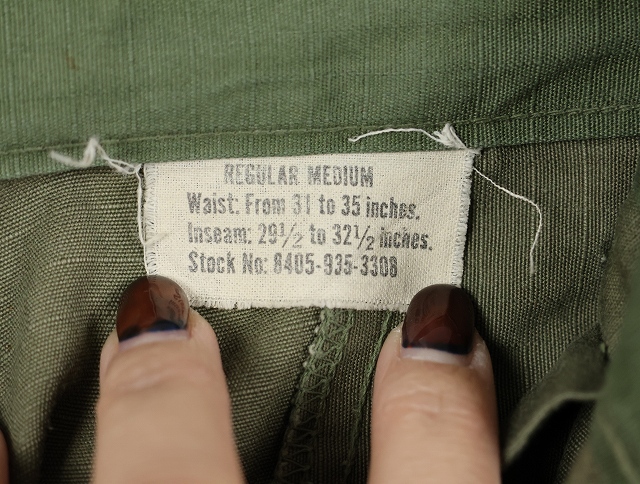 REGULAR MEDIUM
Waist: From 31 to 35 inches.
Inseam: 29½ to 32½ inches.
Stock No: 8405-935-3308